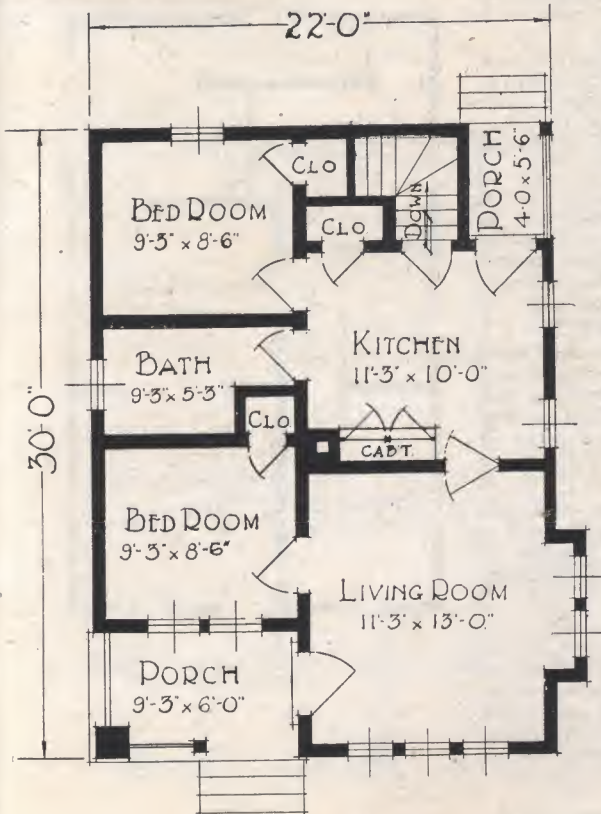 22'-0"
30'-0"
BED ROOM
9'-3" x 8'-6"
CLO
CLO.
DOWN
PORCH
4-0 x 5'-6"
KITCHEN
11'-3" x 10'-0"
BATH
9'-3" x 5'-3"
CLO.
CABT.
BED ROOM
9'-3" x 8'-6"
LIVING ROOM
11'-3" x 13'-0"
PORCH
9'-3" x 6'-0"